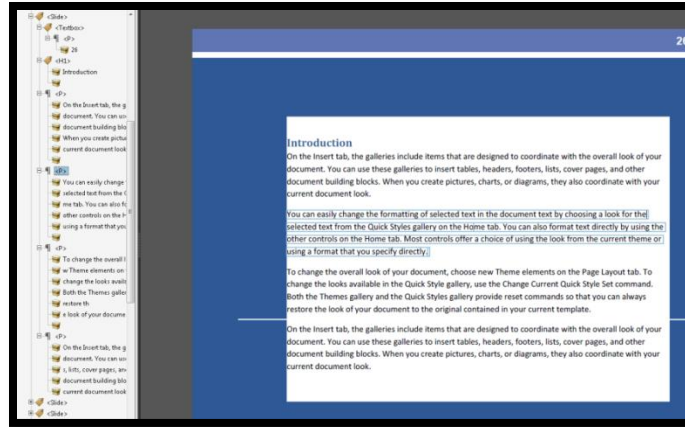 <Slide>
<Textbox>
<P>
26
<H1>
Introduction
<P>
On the Insert tab, the g
document. You can us
document building blo
When you create pictu
current document look
<P>
You can easily change
selected text from the Q
me tab. You can also fo
other controls on the H
using a format that you
<P>
To change the overall l
w Theme elements on
change the looks availa
Both the Themes galle
restore th
e look of your docume
<P>
On the Insert tab, the g
document. You can us
s, lists, cover pages, an
document building blo
current document look
<Slide>
<Slide>
26
Introduction
On the Insert tab, the galleries include items that are designed to coordinate with the overall look of your
document. You can use these galleries to insert tables, headers, footers, lists, cover pages, and other
document building blocks. When you create pictures, charts, or diagrams, they also coordinate with your
current document look.
You can easily change the formatting of selected text in the document text by choosing a look for the
selected text from the Quick Styles gallery on the Home tab. You can also format text directly by using the
other controls on the Home tab. Most controls offer a choice of using the look from the current theme or
using a format that you specify directly.
To change the overall look of your document, choose new Theme elements on the Page Layout tab. To
change the looks available in the Quick Style gallery, use the Change Current Quick Style Set command.
Both the Themes gallery and the Quick Styles gallery provide reset commands so that you can always
restore the look of your document to the original contained in your current template.
On the Insert tab, the galleries include items that are designed to coordinate with the overall look of your
document. You can use these galleries to insert tables, headers, footers, lists, cover pages, and other
document building blocks. When you create pictures, charts, or diagrams, they also coordinate with your
current document look.